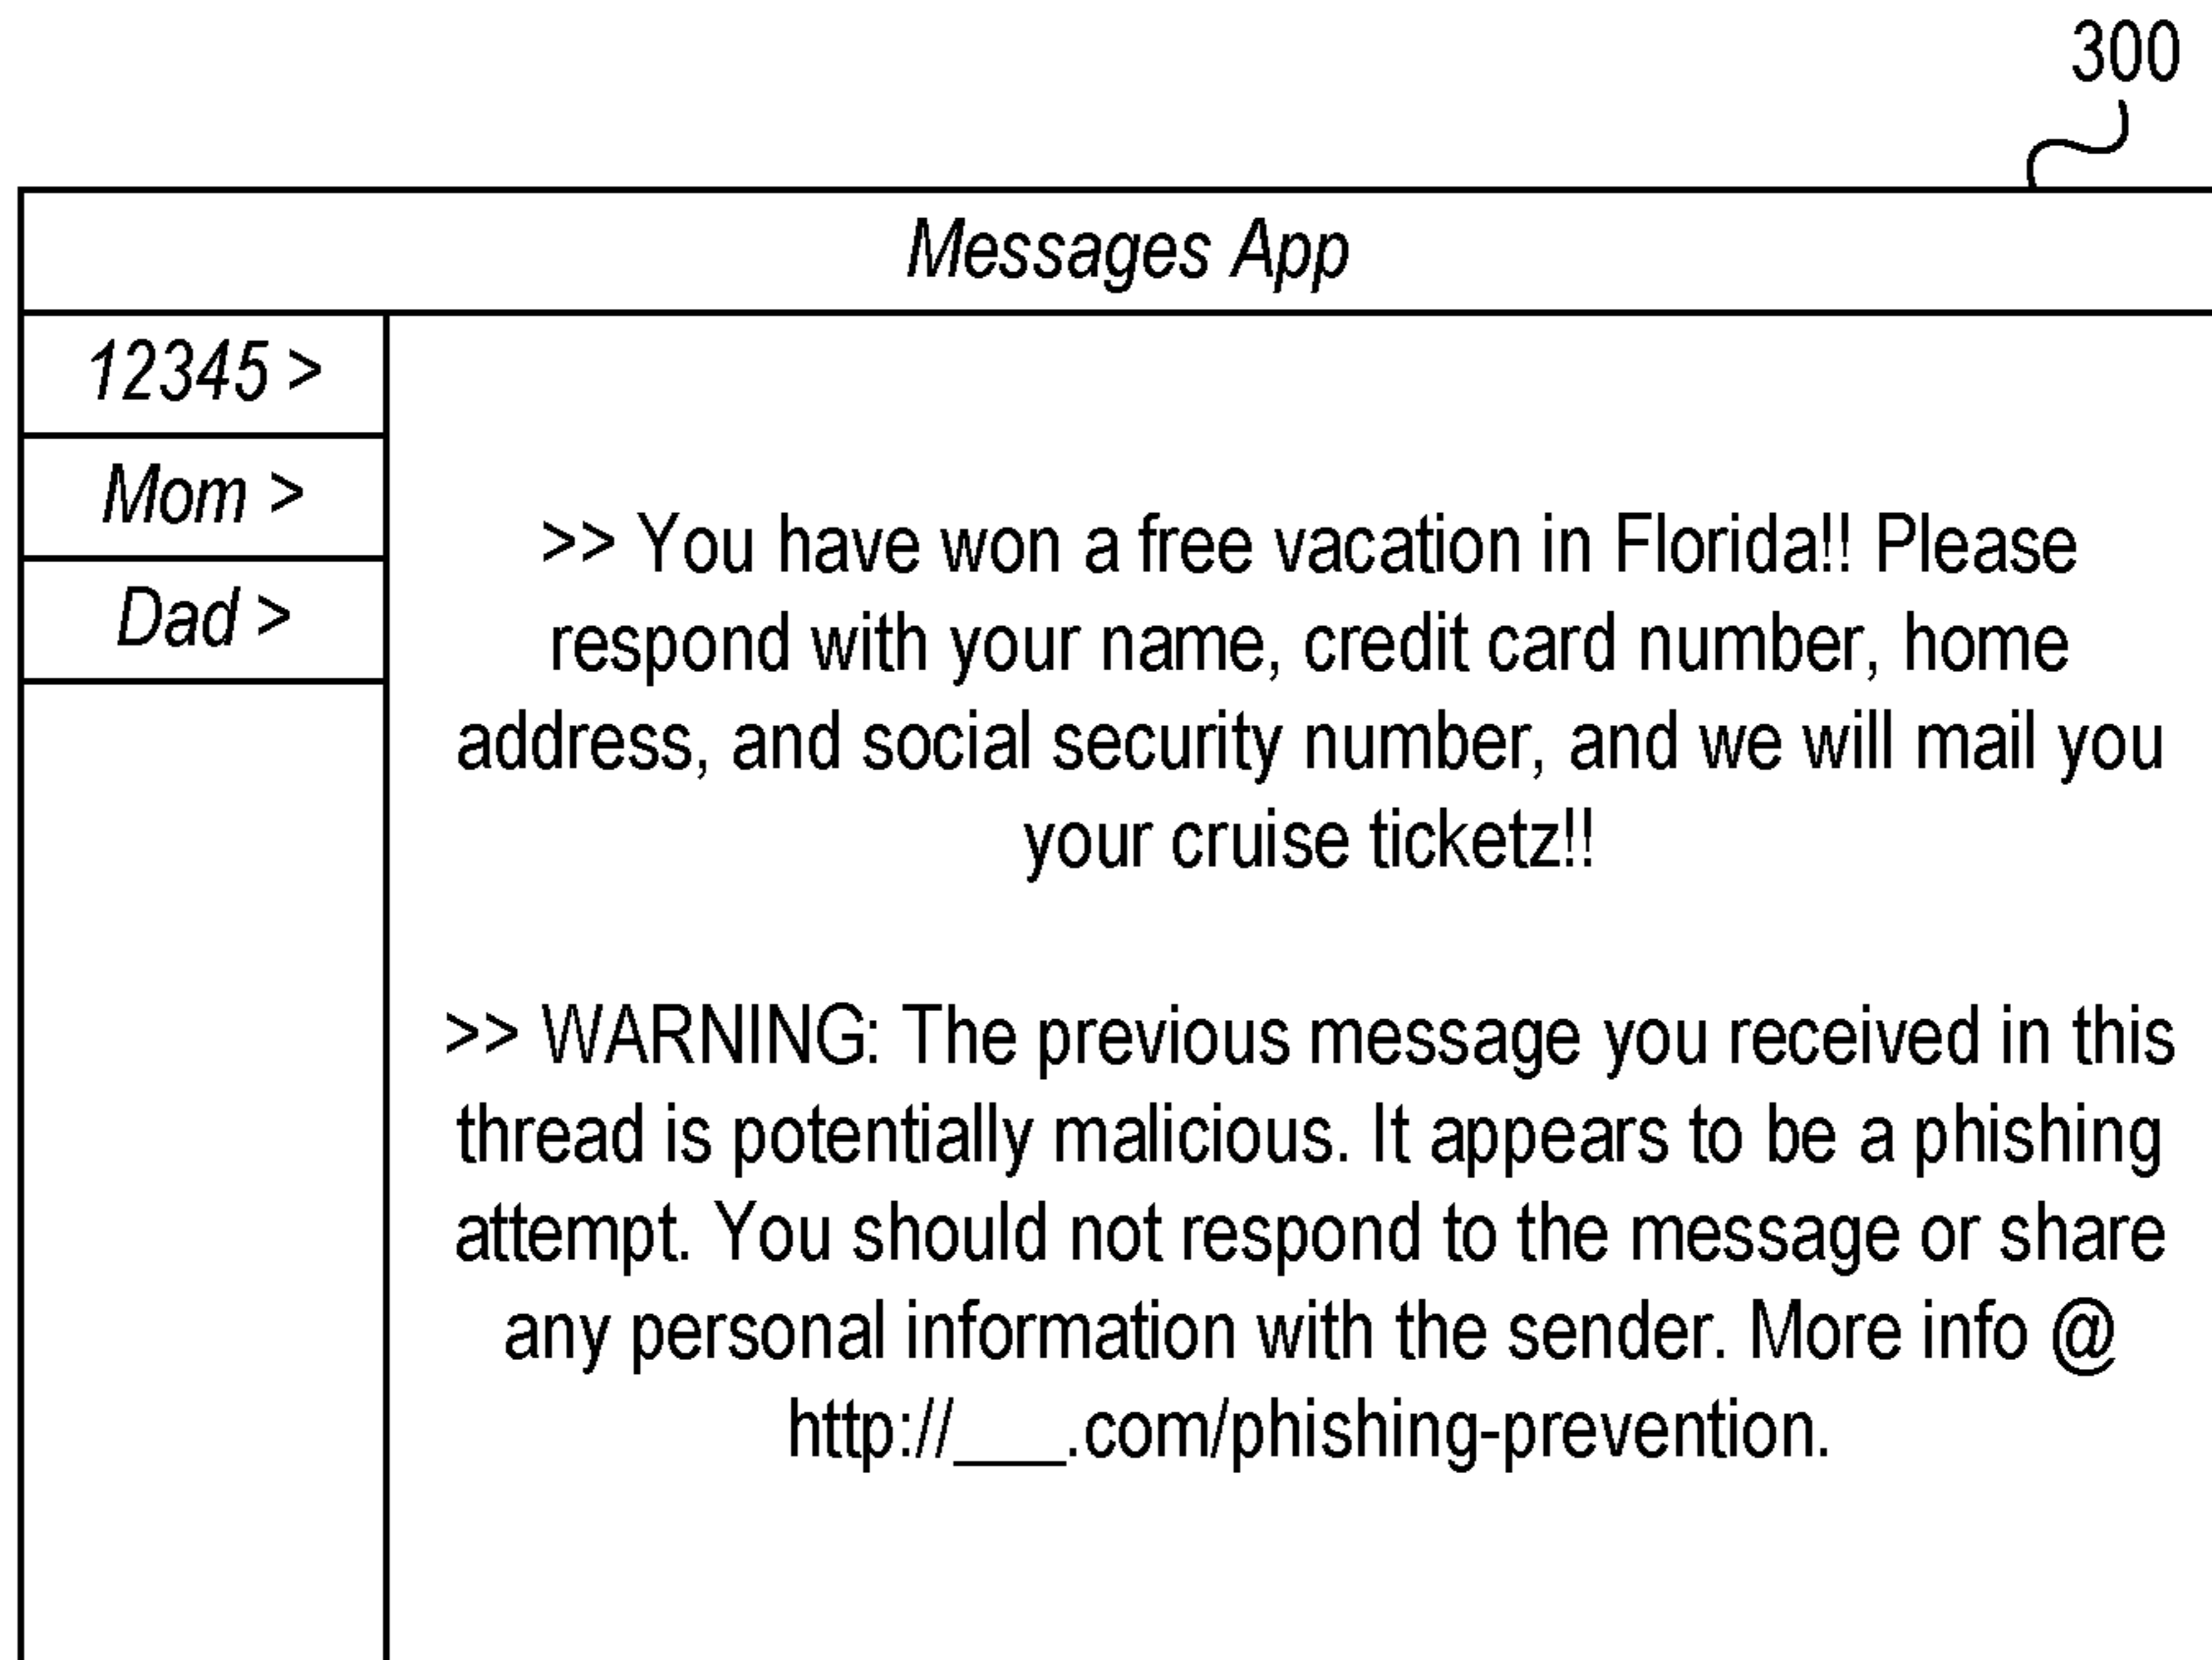 300
Messages App
12345 >
Mom >
Dad >
>> You have won a free vacation in Florida!! Please
respond with your name, credit card number, home
address, and social security number, and we will mail you
your cruise ticketz!!
>> WARNING: The previous message you received in this
thread is potentially malicious. It appears to be a phishing
attempt. You should not respond to the message or share
any personal information with the sender. More info @
http://___.com/phishing-prevention.